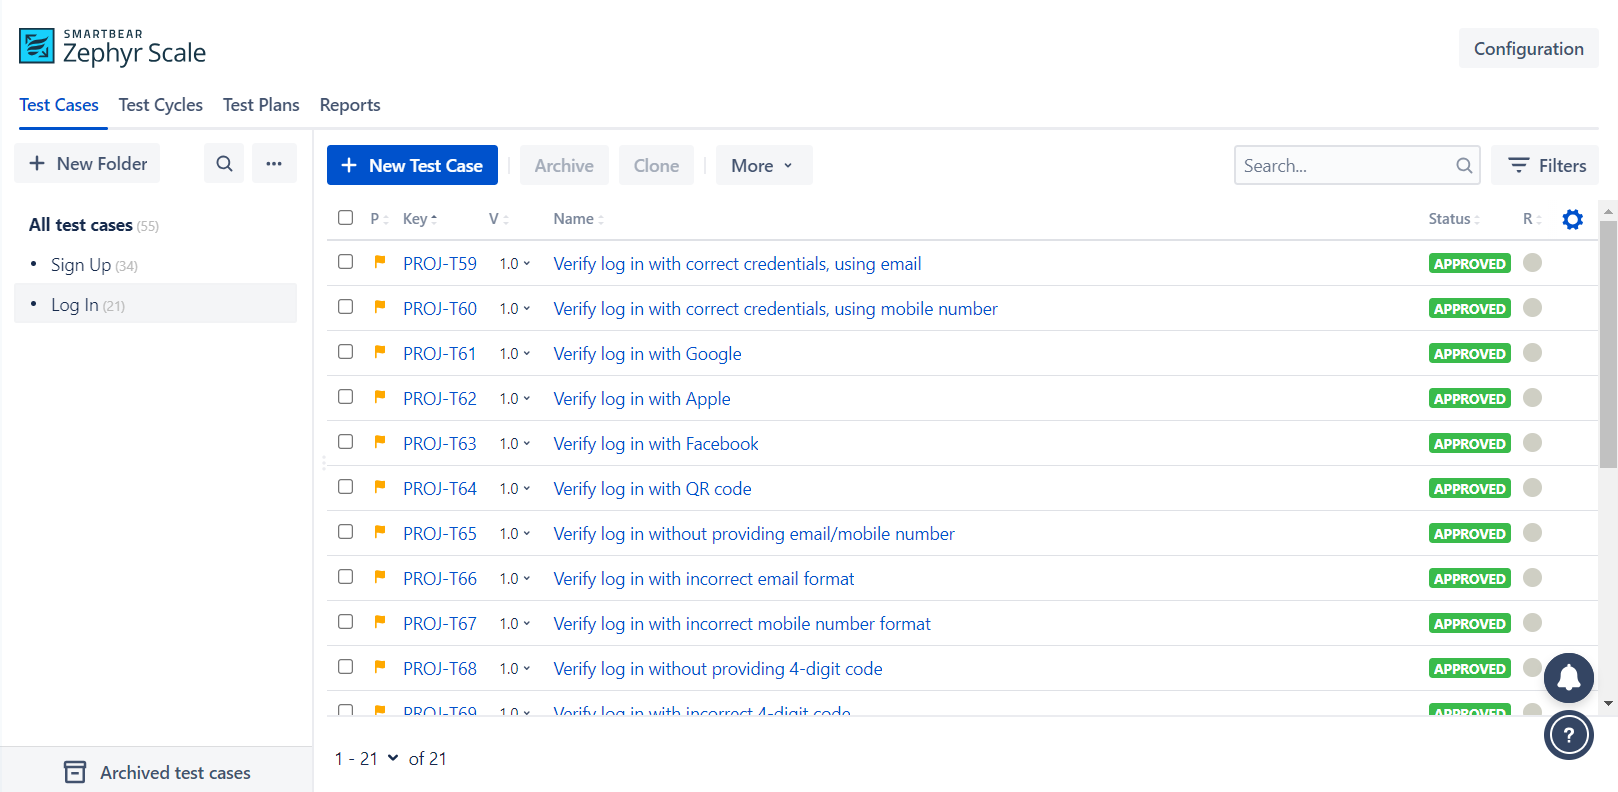 SMARTBEAR
Zephyr Scale
Configuration
Test Cases Test Cycles Test Plans Reports
+ New Folder ...
+ New Test Case Archive Clone More Search... Filters
All test cases (55)
• Sign Up (34)
• Log In (21)
P Key V Name Status R
PROJ-T59 1.0 Verify log in with correct credentials, using email APPROVED
PROJ-T60 1.0 Verify log in with correct credentials, using mobile number APPROVED
PROJ-T61 1.0 Verify log in with Google APPROVED
PROJ-T62 1.0 Verify log in with Apple APPROVED
PROJ-T63 1.0 Verify log in with Facebook APPROVED
PROJ-T64 1.0 Verify log in with QR code APPROVED
PROJ-T65 1.0 Verify log in without providing email/mobile number APPROVED
PROJ-T66 1.0 Verify log in with incorrect email format APPROVED
PROJ-T67 1.0 Verify log in with incorrect mobile number format APPROVED
PROJ-T68 1.0 Verify log in without providing 4-digit code APPROVED
PROJ-T69 1.0 Verify log in with incorrect 4-digit code APPROVED
?
1 - 21 of 21
Archived test cases